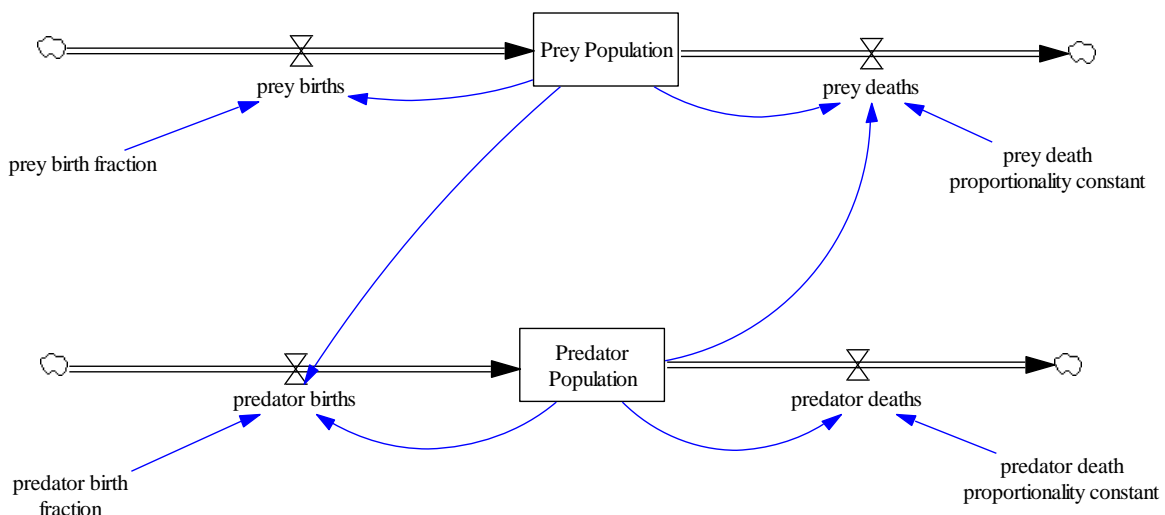 Prey Population
prey births
prey deaths
prey birth fraction
prey death
proportionality constant
Predator
Population
predator births
predator deaths
predator birth
fraction
predator death
proportionality constant